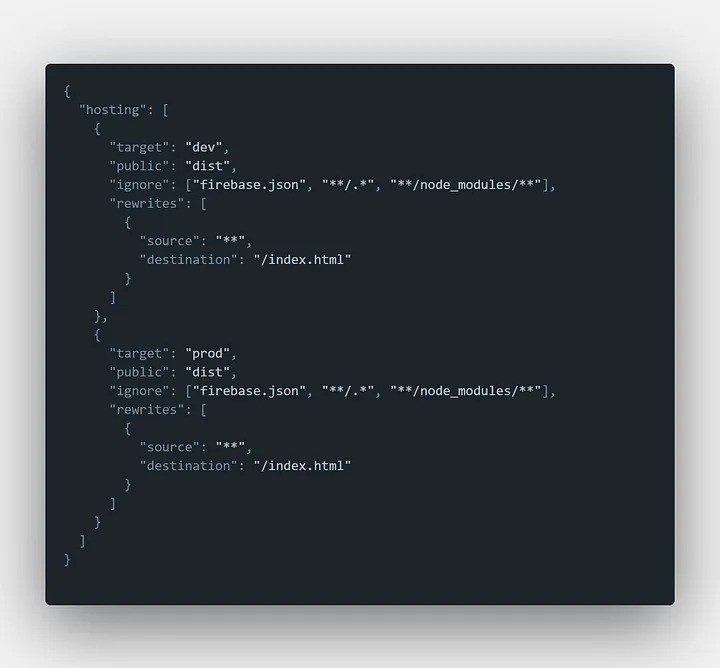 {
  "hosting": [
    {
      "target": "dev",
      "public": "dist",
      "ignore": ["firebase.json", "**/.*", "**/node_modules/**"],
      "rewrites": [
        {
          "source": "**",
          "destination": "/index.html"
        }
      ]
    },
    {
      "target": "prod",
      "public": "dist",
      "ignore": ["firebase.json", "**/.*", "**/node_modules/**"],
      "rewrites": [
        {
          "source": "**",
          "destination": "/index.html"
        }
      ]
    }
  ]
}